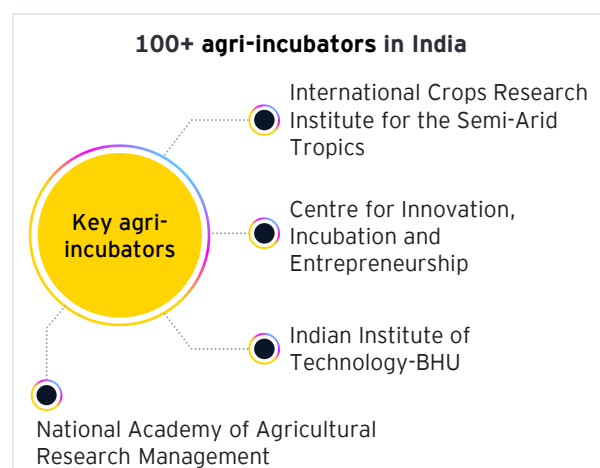 100+ agri-incubators in India
International Crops Research
Institute for the Semi-Arid
Tropics
Key agri-
incubators
Centre for Innovation,
Incubation and
Entrepreneurship
Indian Institute of
Technology-BHU
National Academy of Agricultural
Research Management